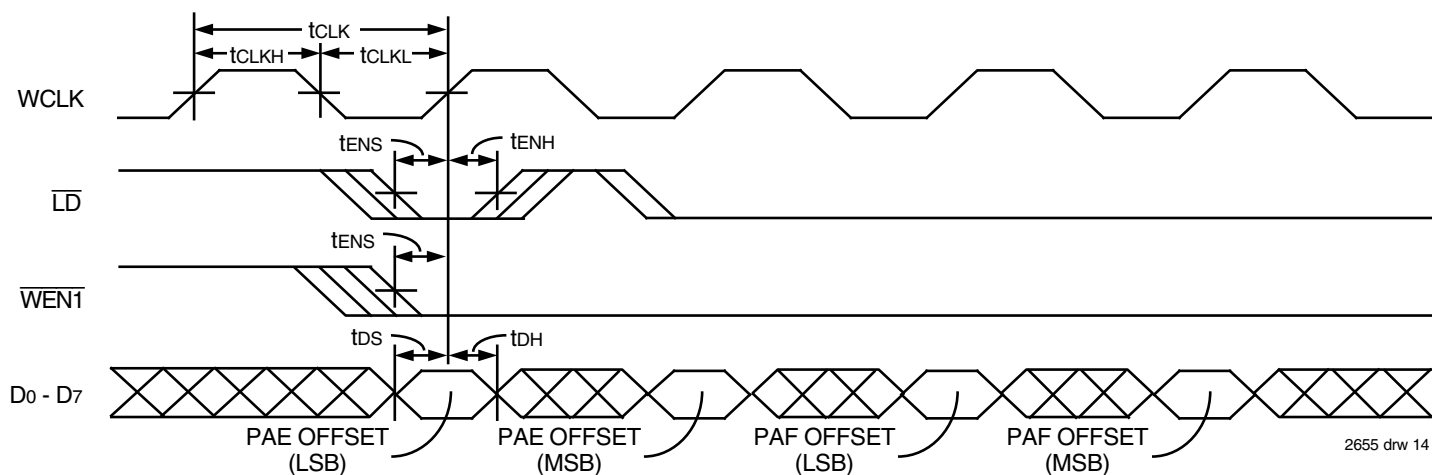 tCLK
tCLKH
tCLKL
WCLK
tENS
tENH
LD
tENS
WEN1
tDS
tDH
D0 - D7
PAE OFFSET
(LSB)
PAE OFFSET
(MSB)
PAF OFFSET
(LSB)
PAF OFFSET
(MSB)
2655 drw 14